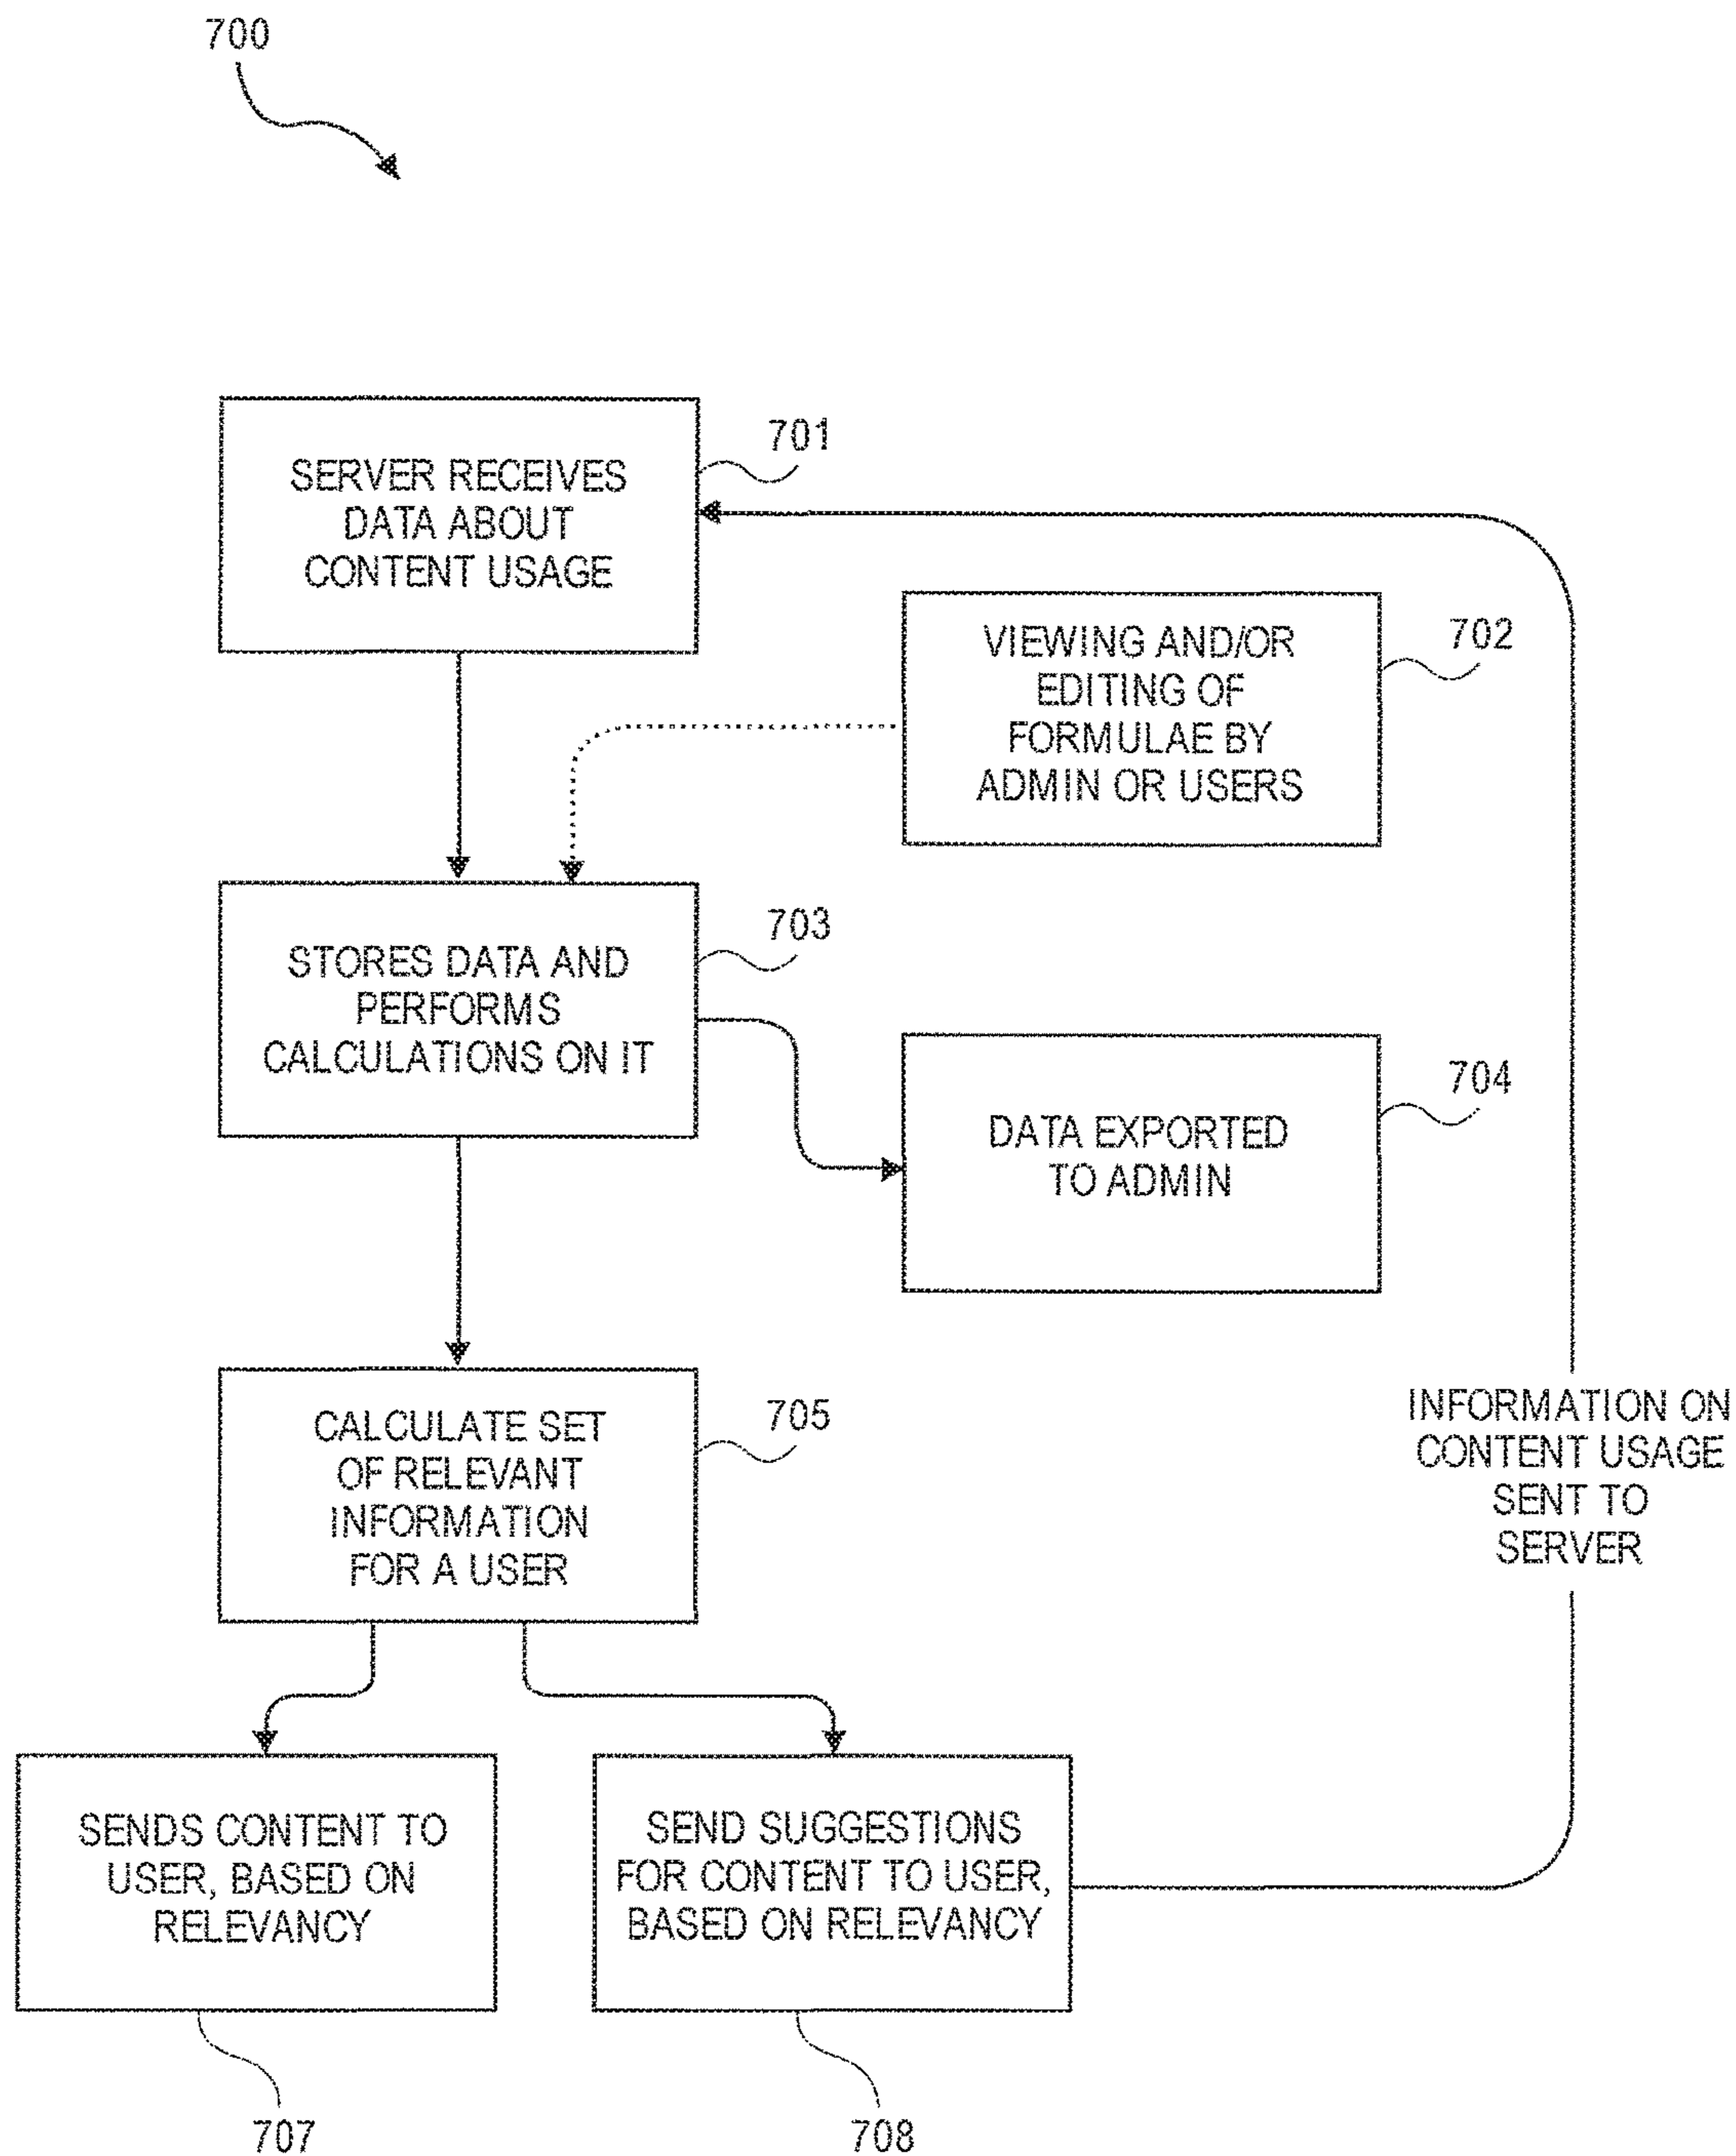 700
SERVER RECEIVES
DATA ABOUT
CONTENT USAGE
701
VIEWING AND/OR
EDITING OF
FORMULAE BY
ADMIN OR USERS
702
STORES DATA AND
PERFORMS
CALCULATIONS ON IT
703
DATA EXPORTED
TO ADMIN
704
CALCULATE SET
OF RELEVANT
INFORMATION
FOR A USER
705
INFORMATION ON
CONTENT USAGE
SENT TO
SERVER
SENDS CONTENT TO
USER, BASED ON
RELEVANCY
SEND SUGGESTIONS
FOR CONTENT TO USER,
BASED ON RELEVANCY
707
708